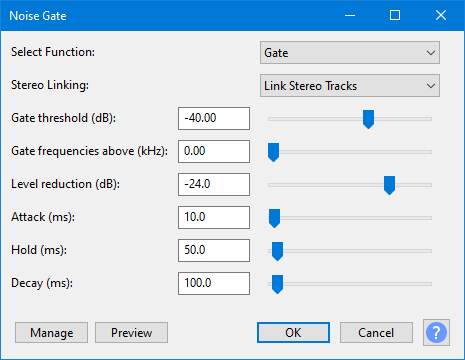 Noise Gate
Select Function: Gate
Stereo Linking: Link Stereo Tracks
Gate threshold (dB): -40.00
Gate frequencies above (kHz): 0.00
Level reduction (dB): -24.0
Attack (ms): 10.0
Hold (ms): 50.0
Decay (ms): 100.0
Manage Preview OK Cancel ?